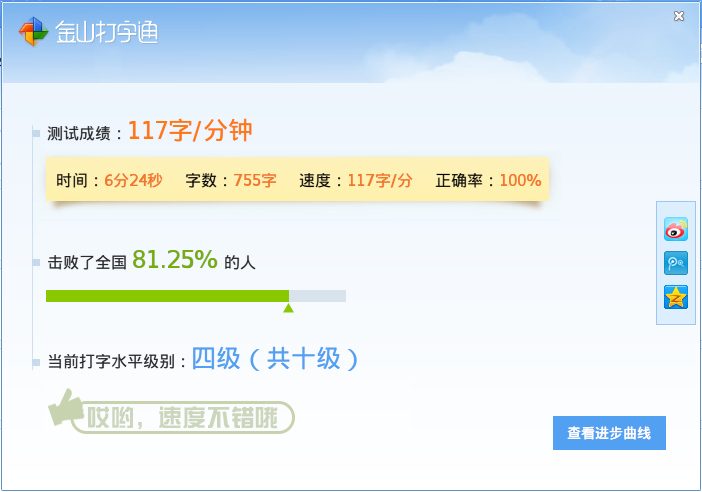 金山打字通
测试成绩：117字/分钟
时间：6分24秒 字数：755字 速度：117字/分 正确率：100%
击败了全国 81.25% 的人
当前打字水平级别：四级（共十级）
哎哟，速度不错哦
查看进步曲线